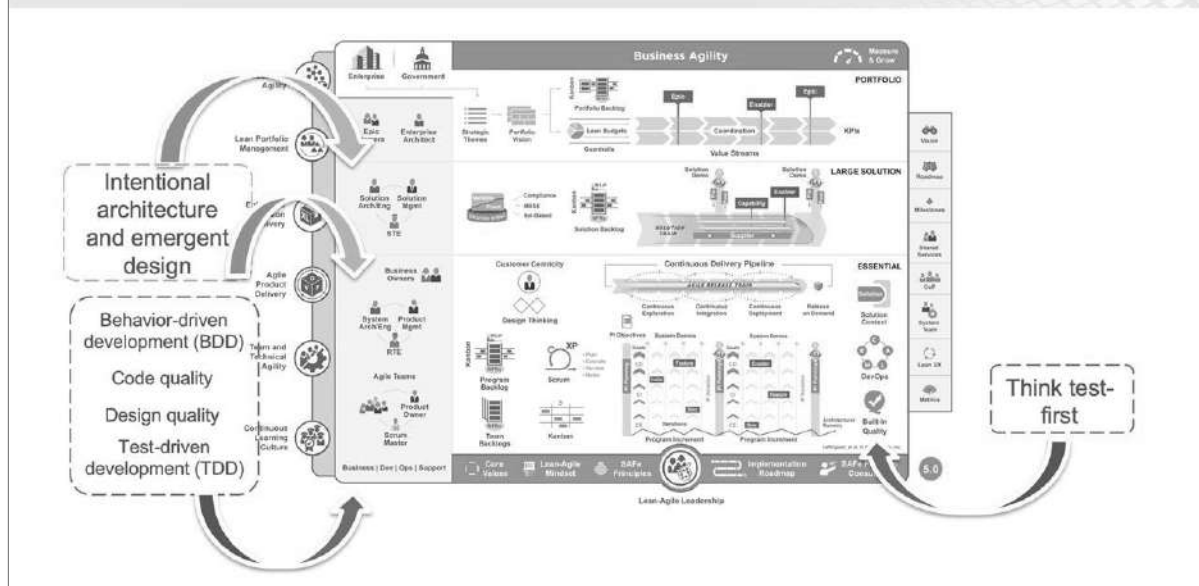 Business Agility
Measure
& Grow
Enterprise
Government
PORTFOLIO
Agility
Lean Portfolio
Management
Epic
Enterprise
Architect
Strategic
Themes
Portfolio
Vision
Kanban
Portfolio Backlog
Lean Budgets
Guardrails
Epic
Enabler
Epic
Coordination
KPIs
Value Streams
Intentional
architecture
and emergent
design
LARGE SOLUTION
Solution
Arch/Eng
Solution
Mgmt
RTE
Compliance
MBSE
Set-Based
Kanban
Solution Backlog
Solution
Demo
Solution
Demo
Capability
Enabler
SOLUTION
TRAIN
Supplier
Vision
Roadmap
Milestones
Shared
Services
CoP
System
Team
Lean UX
Metrics
Agile
Product
Delivery
Team and
Technical
Agility
Continuous
Learning
Culture
ESSENTIAL
Business
Owners
System
Arch/Eng
Product
Mgmt
RTE
Agile Teams
Product
Owner
Scrum
Master
Business | Dev | Ops | Support
Customer Centricity
Design Thinking
Kanban
Program
Backlog
Team
Backlogs
XP
Scrum
Kanban
Continuous Delivery Pipeline
AGILE RELEASE TRAIN
Continuous
Exploration
Continuous
Integration
Continuous
Deployment
Release
on Demand
PI Objectives
System Demos
System Demos
Iterations
Program Increment
Program Increment
Architectural
Runway
Solution
Solution
Context
DevOps
Built-In
Quality
Behavior-driven
development (BDD)
Code quality
Design quality
Test-driven
development (TDD)
Think test-
first
Core
Values
Lean-Agile
Mindset
SAFe
Principles
Implementation
Roadmap
5.0
Lean-Agile Leadership